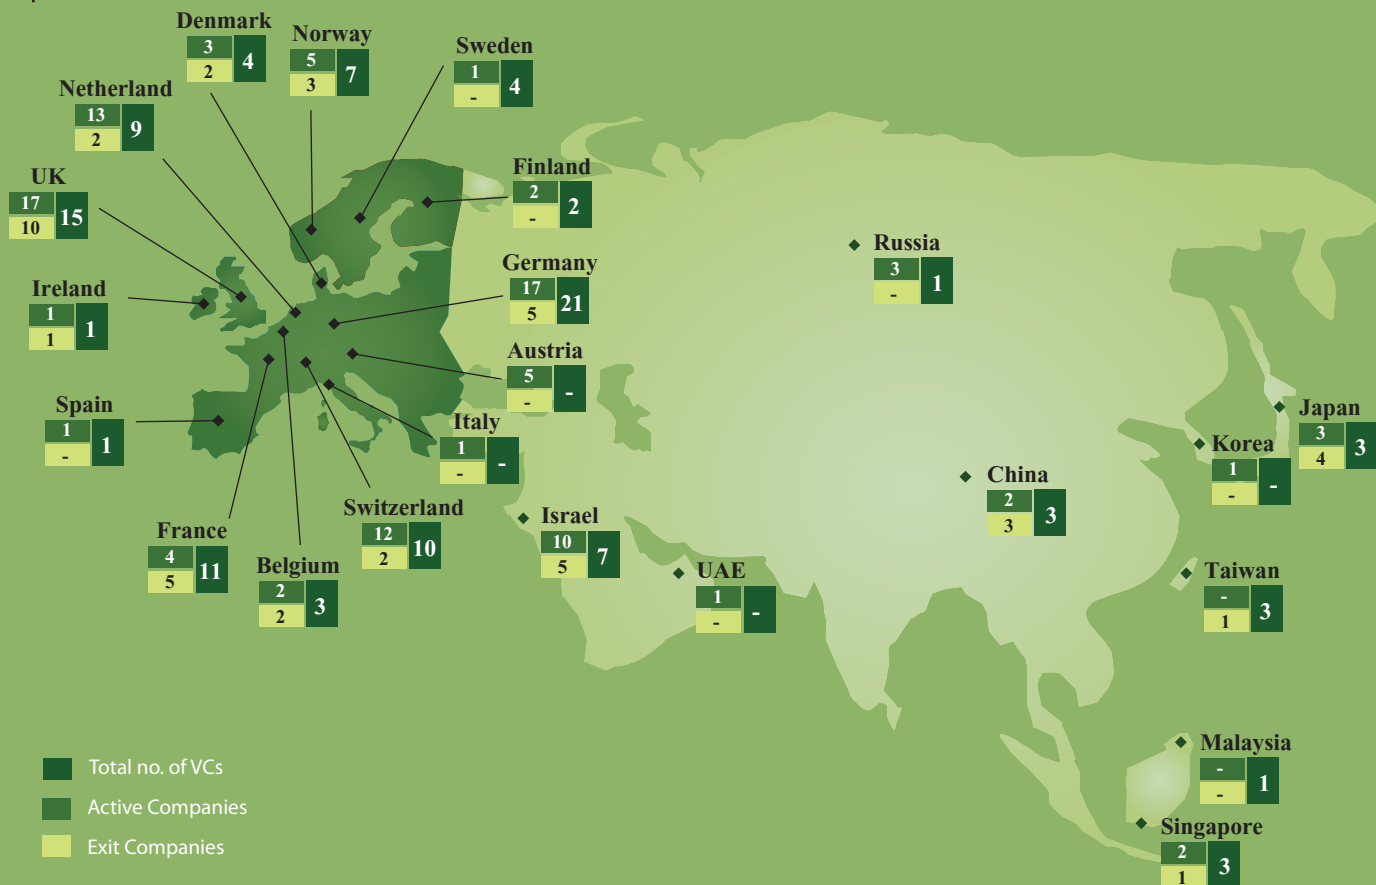 Denmark
3
2
4
Norway
5
3
7
Sweden
1
-
4
Netherland
13
2
9
Finland
2
-
2
UK
17
10
15
Russia
3
-
1
Germany
17
5
21
Ireland
1
1
1
Austria
5
-
-
Spain
1
-
1
Italy
1
-
-
Japan
3
4
3
Korea
1
-
-
China
2
3
3
Switzerland
12
2
10
Israel
10
5
7
France
4
5
11
Belgium
2
2
3
UAE
1
-
-
Taiwan
-
1
3
Malaysia
-
-
1
Singapore
2
1
3
Total no. of VCs
Active Companies
Exit Companies